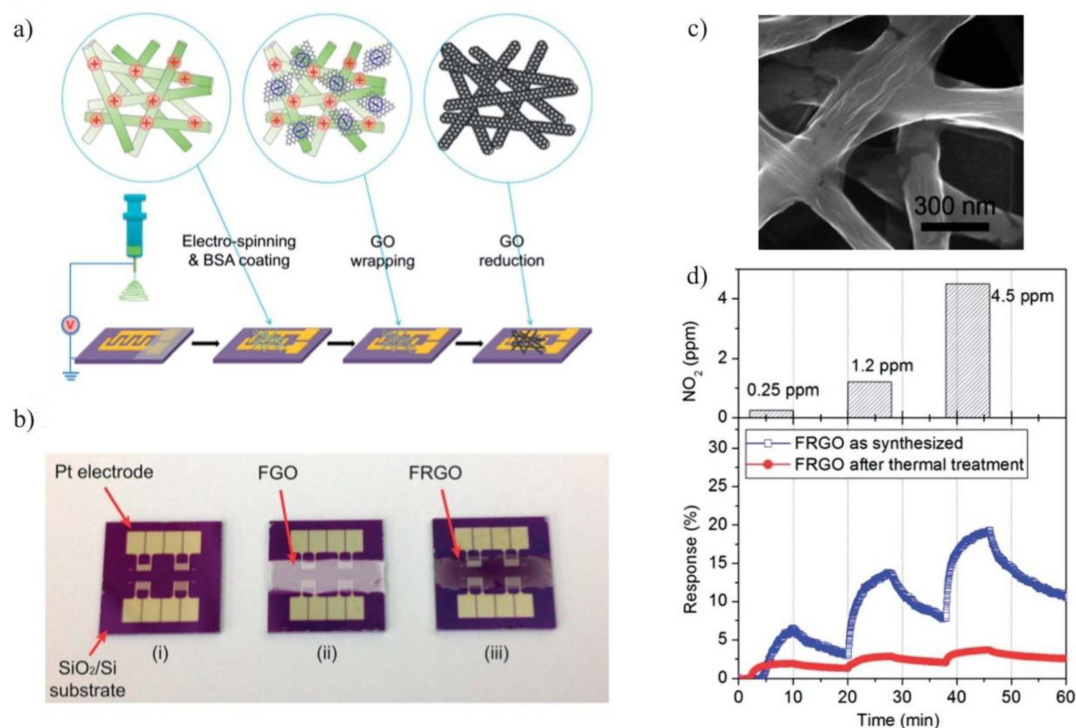 a)
Electro-spinning
& BSA coating
GO
wrapping
GO
reduction
V
b)
Pt electrode
FGO
FRGO
SiO₂/Si
substrate
(i)
(ii)
(iii)
c)
300 nm
d)
NO₂ (ppm)
4
2
0
0.25 ppm
1.2 ppm
4.5 ppm
FRGO as synthesized
FRGO after thermal treatment
Response (%)
30
25
20
15
10
5
0
0
10
20
30
40
50
60
Time (min)